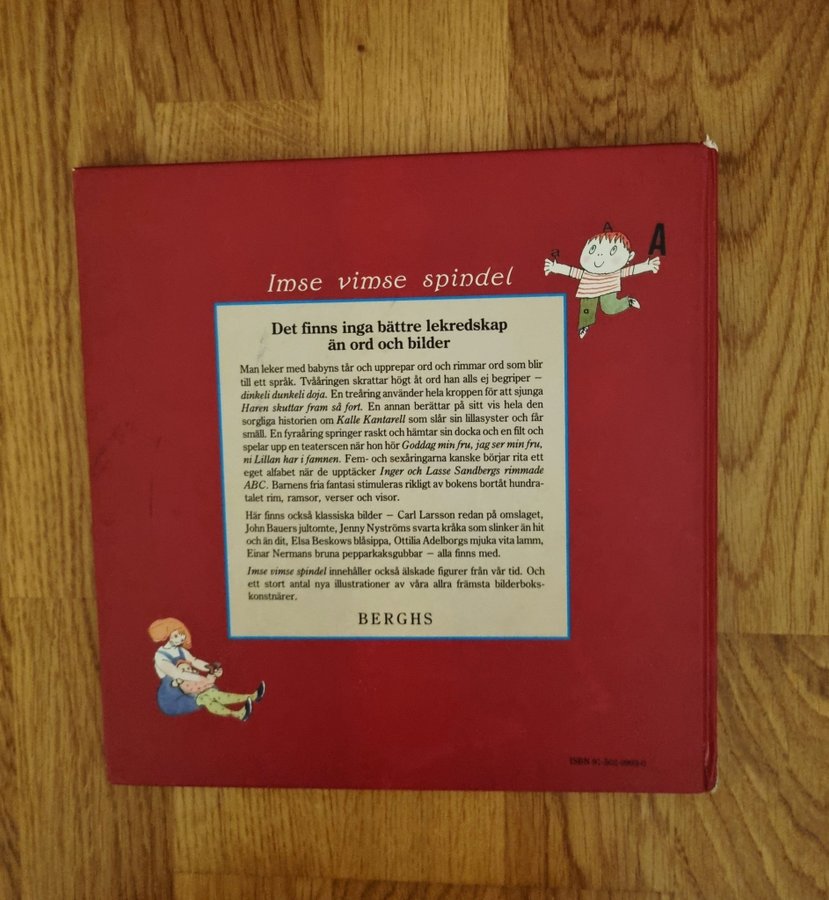 A
A
a
a
Imse vimse spindel
Det finns inga bättre lekredskap
än ord och bilder
Man leker med babyns tår och upprepar ord och rimmar ord som blir
till ett språk. Tvååringen skrattar högt åt ord han alls ej begriper –
dinkeli dunkeli doja. En treåring använder hela kroppen för att sjunga
Haren skuttar fram så fort. En annan berättar på sitt vis hela den
sorgliga historien om Kalle Kantarell som slår sin lillasyster och får
smäll. En fyraåring springer raskt och hämtar sin docka och en filt och
spelar upp en teaterscen när hon hör Goddag min fru, jag ser min fru,
ni Lillan har i famnen. Fem- och sexåringarna kanske börjar rita ett
eget alfabet när de upptäcker Inger och Lasse Sandbergs rimmade
ABC. Barnens fria fantasi stimuleras rikligt av bokens bortåt hundra-
talet rim, ramsor, verser och visor.
Här finns också klassiska bilder – Carl Larsson redan på omslaget,
John Bauers jultomte, Jenny Nyströms svarta kråka som slinker än hit
och än dit, Elsa Beskows blåsippa, Ottilia Adelborgs mjuka vita lamm,
Einar Nermans bruna pepparkaksgubbar – alla finns med.
Imse vimse spindel innehåller också älskade figurer från vår tid. Och
ett stort antal nya illustrationer av våra allra främsta bilderboks-
konstnärer.
BERGHS
ISBN